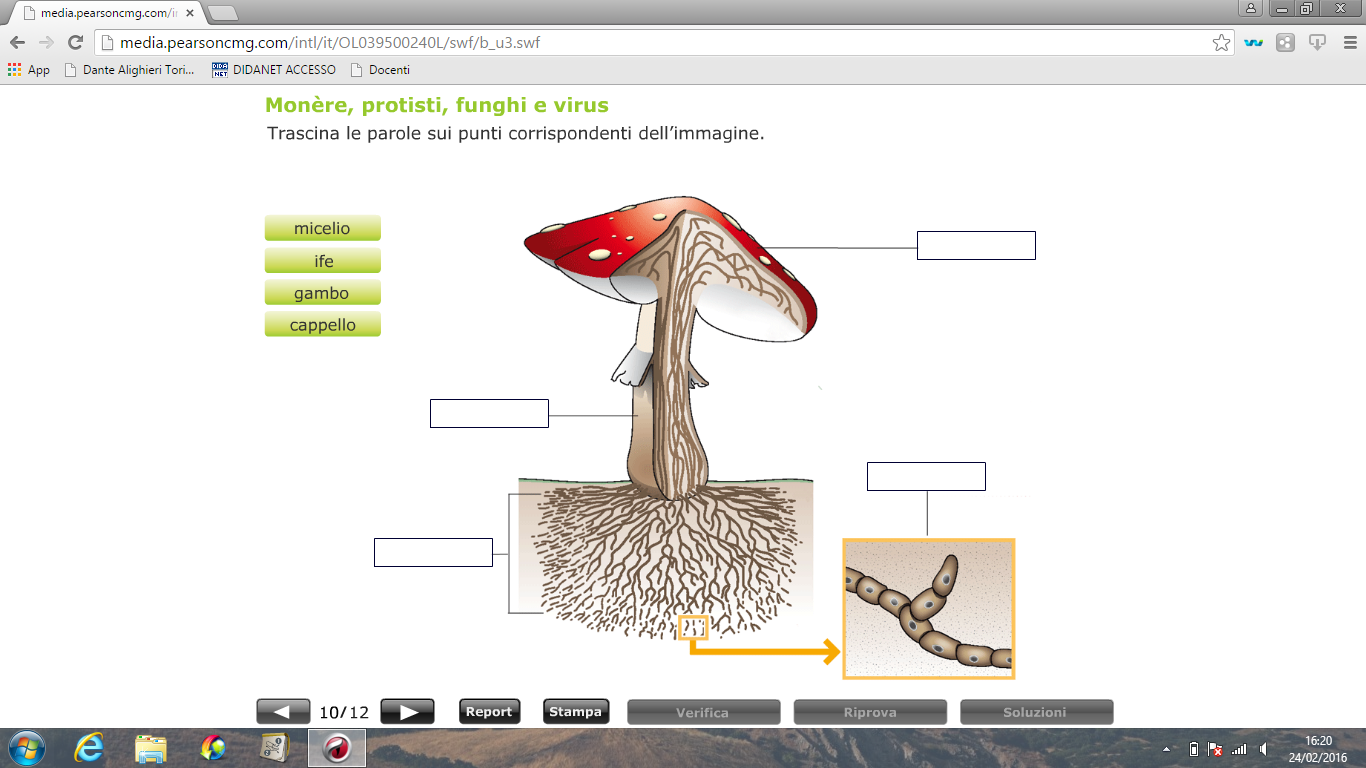 media.pearsoncmg.com/in
media.pearsoncmg.com/intl/it/OL039500240L/swf/b_u3.swf
App
Dante Alighieri Tori...
DIDANET ACCESSO
Docenti
Monère, protisti, funghi e virus
Trascina le parole sui punti corrispondenti dell'immagine.
micelio
ife
gambo
cappello
10/12
Report
Stampa
Verifica
Riprova
Soluzioni
16:20
24/02/2016